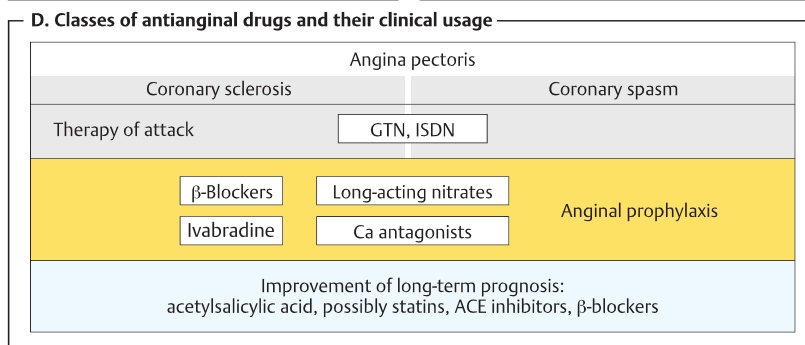 D. Classes of antianginal drugs and their clinical usage
Angina pectoris
Coronary sclerosis
Coronary spasm
Therapy of attack
GTN, ISDN
β-Blockers
Long-acting nitrates
Anginal prophylaxis
Ivabradine
Ca antagonists
Improvement of long-term prognosis:
acetylsalicylic acid, possibly statins, ACE inhibitors, β-blockers